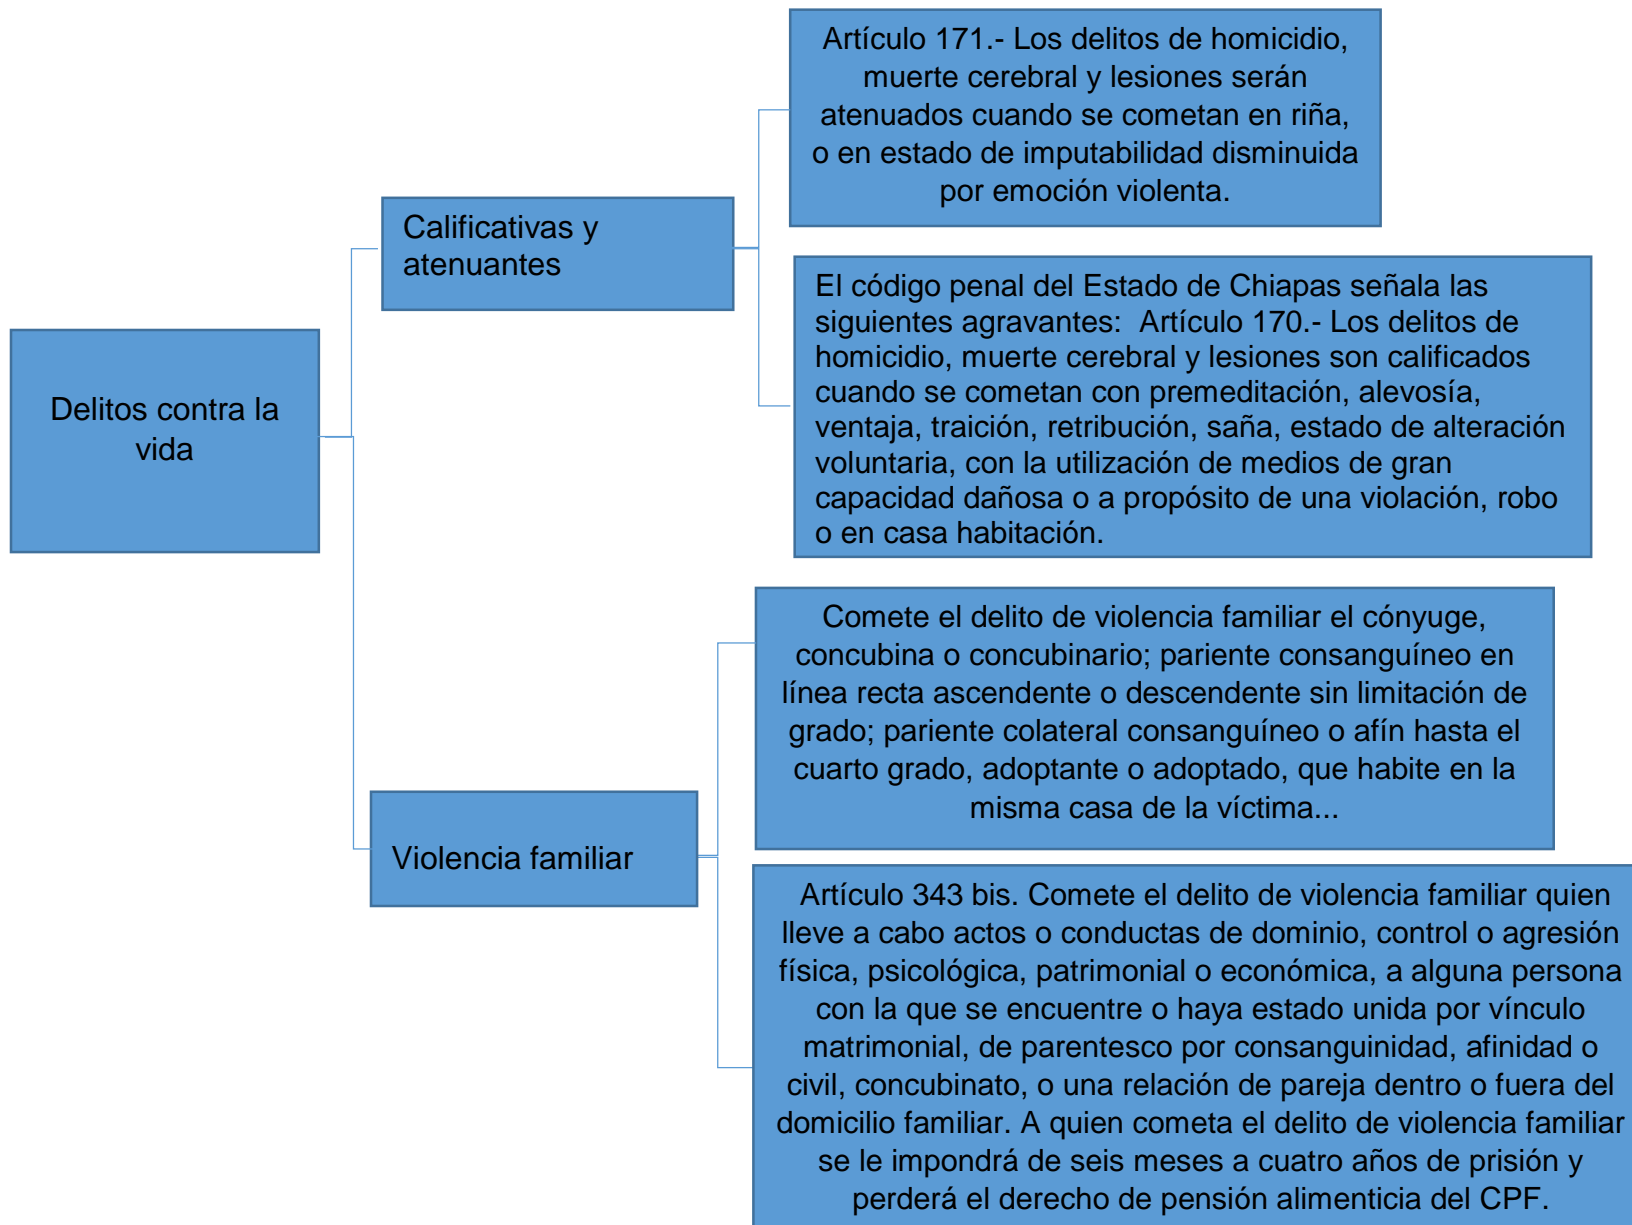 Delitos contra la
vida
Calificativas y
atenuantes
Artículo 171.- Los delitos de homicidio,
muerte cerebral y lesiones serán
atenuados cuando se cometan en riña,
o en estado de imputabilidad disminuida
por emoción violenta.
El código penal del Estado de Chiapas señala las
siguientes agravantes:  Artículo 170.- Los delitos de
homicidio, muerte cerebral y lesiones son calificados
cuando se cometan con premeditación, alevosía,
ventaja, traición, retribución, saña, estado de alteración
voluntaria, con la utilización de medios de gran
capacidad dañosa o a propósito de una violación, robo
o en casa habitación.
Violencia familiar
Comete el delito de violencia familiar el cónyuge,
concubina o concubinario; pariente consanguíneo en
línea recta ascendente o descendente sin limitación de
grado; pariente colateral consanguíneo o afín hasta el
cuarto grado, adoptante o adoptado, que habite en la
misma casa de la víctima...
Artículo 343 bis. Comete el delito de violencia familiar quien
lleve a cabo actos o conductas de dominio, control o agresión
física, psicológica, patrimonial o económica, a alguna persona
con la que se encuentre o haya estado unida por vínculo
matrimonial, de parentesco por consanguinidad, afinidad o
civil, concubinato, o una relación de pareja dentro o fuera del
domicilio familiar. A quien cometa el delito de violencia familiar
se le impondrá de seis meses a cuatro años de prisión y
perderá el derecho de pensión alimenticia del CPF.